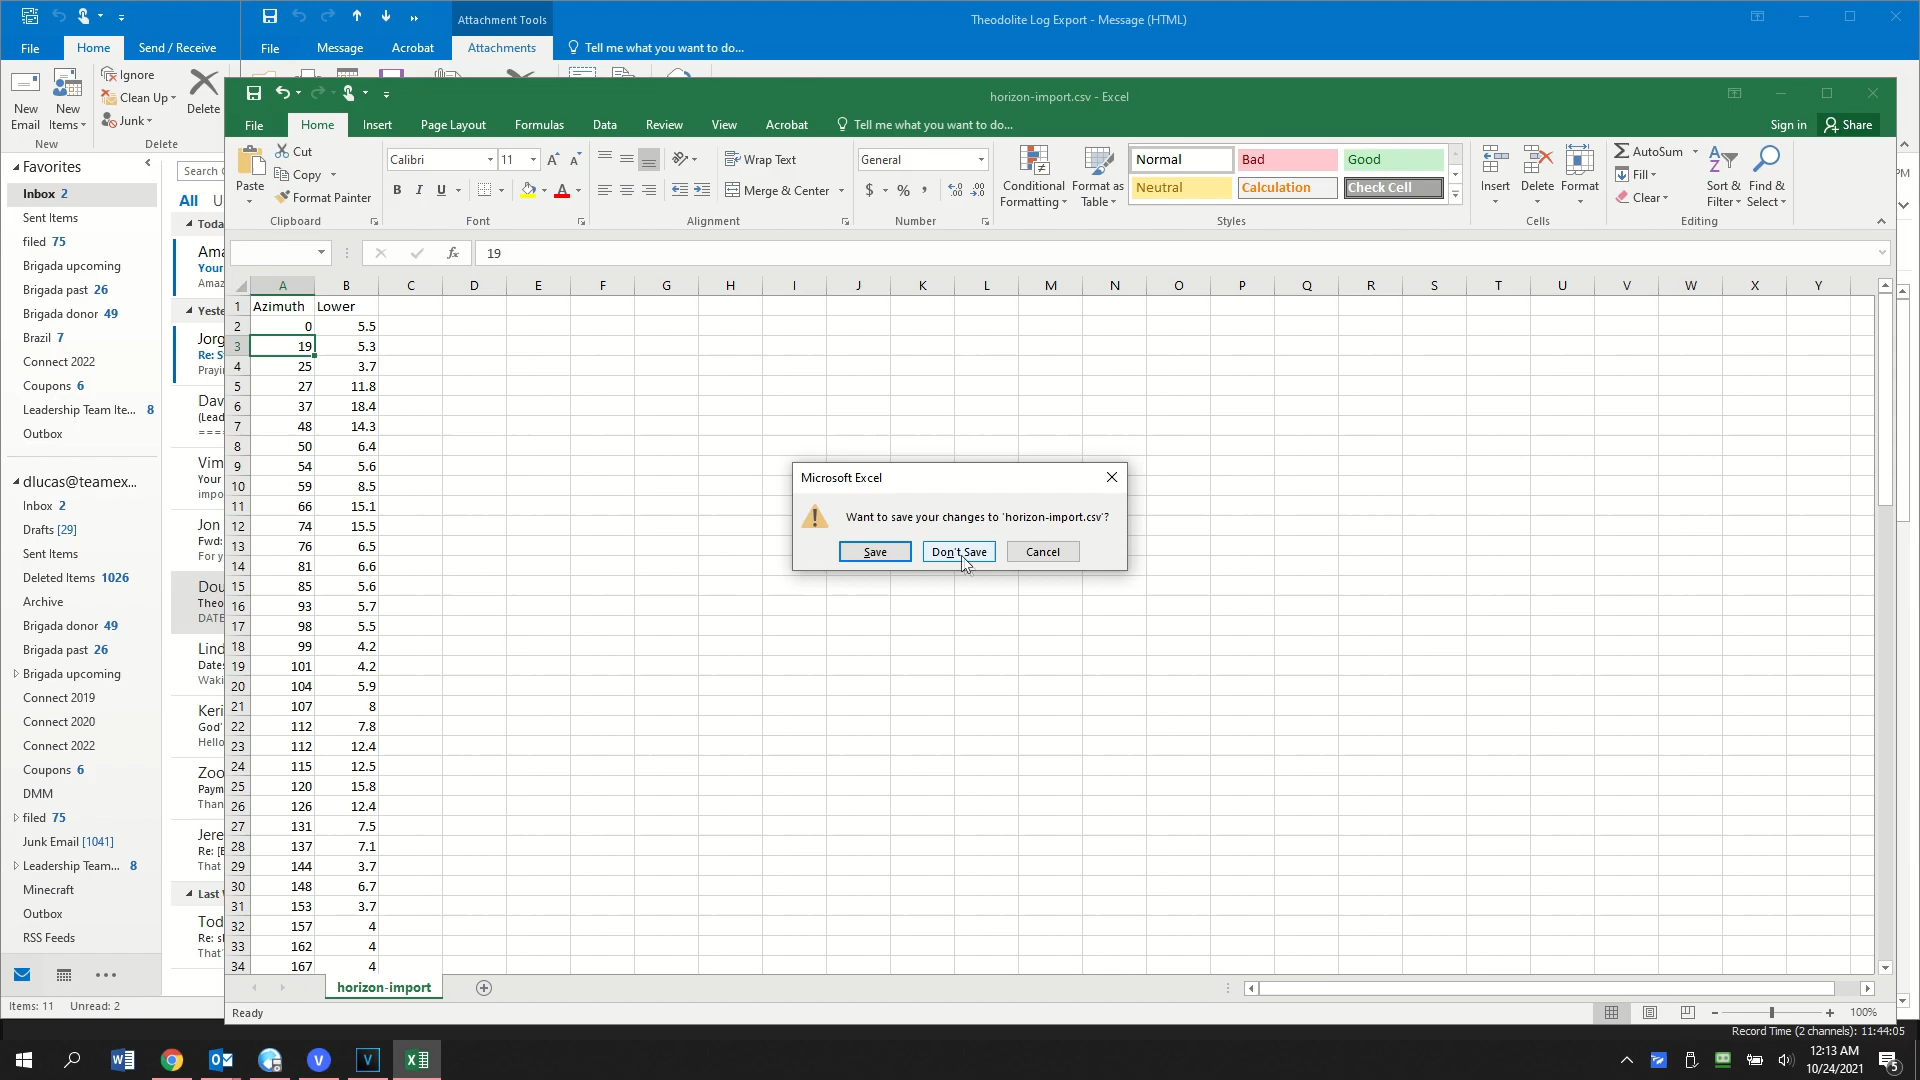 Attachment Tools
Theodolite Log Export - Message (HTML)
File Home Send / Receive
File Message Acrobat Attachments Tell me what you want to do...
New Email
New Items
Ignore
Clean Up
Junk
Delete
New Delete
horizon-import.csv - Excel
File Home Insert Page Layout Formulas Data Review View Acrobat Tell me what you want to do... Sign in Share
Paste
Cut
Copy
Format Painter
Clipboard
Calibri 11
B I U
Font
Wrap Text
Merge & Center
Alignment
General
$ % ,
Number
Conditional Formatting
Format as Table
Normal Bad Good
Neutral Calculation Check Cell
Styles
Insert Delete Format
Cells
AutoSum
Fill
Clear
Sort & Filter
Find & Select
Editing
PM
fx 19
Favorites
Inbox 2
Sent Items
filed 75
Brigada upcoming
Brigada past 26
Brigada donor 49
Brazil 7
Connect 2022
Coupons 6
Leadership Team Ite... 8
Outbox
dlucas@teamex...
Inbox 2
Drafts [29]
Sent Items
Deleted Items 1026
Archive
Brigada donor 49
Brigada past 26
Brigada upcoming
Connect 2019
Connect 2020
Connect 2022
Coupons 6
DMM
filed 75
Junk Email [1041]
Leadership Team... 8
Minecraft
Outbox
RSS Feeds
Items: 11 Unread: 2
Search
All U
Toda
Ama
Your
Amaz
Yeste
Jorg
Re: S
Prayin
Dav
(Lead
====
Vim
Your
impo
Jon
Fwd:
For y
Dou
Theo
DATE
Lind
Dates
Waki
Keri
God'
Hello
Zoo
Paym
Than
Jere
Re: [E
That
Last
Tod
Re: s
That'
A B C D E F G H I J K L M N O P Q R S T U V W X Y
1 Azimuth Lower
2 0 5.5
3 19 5.3
4 25 3.7
5 27 11.8
6 37 18.4
7 48 14.3
8 50 6.4
9 54 5.6
10 59 8.5
11 66 15.1
12 74 15.5
13 76 6.5
14 81 6.6
15 85 5.6
16 93 5.7
17 98 5.5
18 99 4.2
19 101 4.2
20 104 5.9
21 107 8
22 112 7.8
23 112 12.4
24 115 12.5
25 120 15.8
26 126 12.4
27 131 7.5
28 137 7.1
29 144 3.7
30 148 6.7
31 153 3.7
32 157 4
33 162 4
34 167 4
Microsoft Excel
Want to save your changes to 'horizon-import.csv'?
Save Don't Save Cancel
horizon-import
Ready 100%
Record Time (2 channels): 11:44:05
12:13 AM
10/24/2021
5